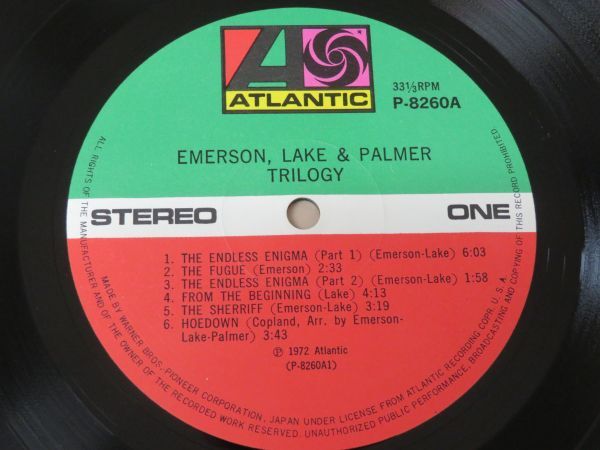 ATLANTIC
33⅓RPM
P-8260A
EMERSON, LAKE & PALMER
TRILOGY
STEREO
ONE
1. THE ENDLESS ENIGMA (Part 1) (Emerson-Lake) 6:03
2. THE FUGUE (Emerson) 2:33
3. THE ENDLESS ENIGMA (Part 2) (Emerson-Lake) 1:58
4. FROM THE BEGINNING (Lake) 4:13
5. THE SHERRIFF (Emerson-Lake) 3:19
6. HOEDOWN (Copland, Arr. by Emerson-
Lake-Palmer) 3:43
℗ 1972 Atlantic
(P-8260A1)
MADE BY WARNER BROS.-PIONEER CORPORATION, JAPAN UNDER LICENSE FROM ATLANTIC RECORDING CORP. U.S.A.
ALL RIGHTS OF THE MANUFACTURER AND OF THE OWNER OF THE RECORDED WORK RESERVED. UNAUTHORIZED PUBLIC PERFORMANCE, BROADCASTING AND COPYING OF THIS RECORD PROHIBITED